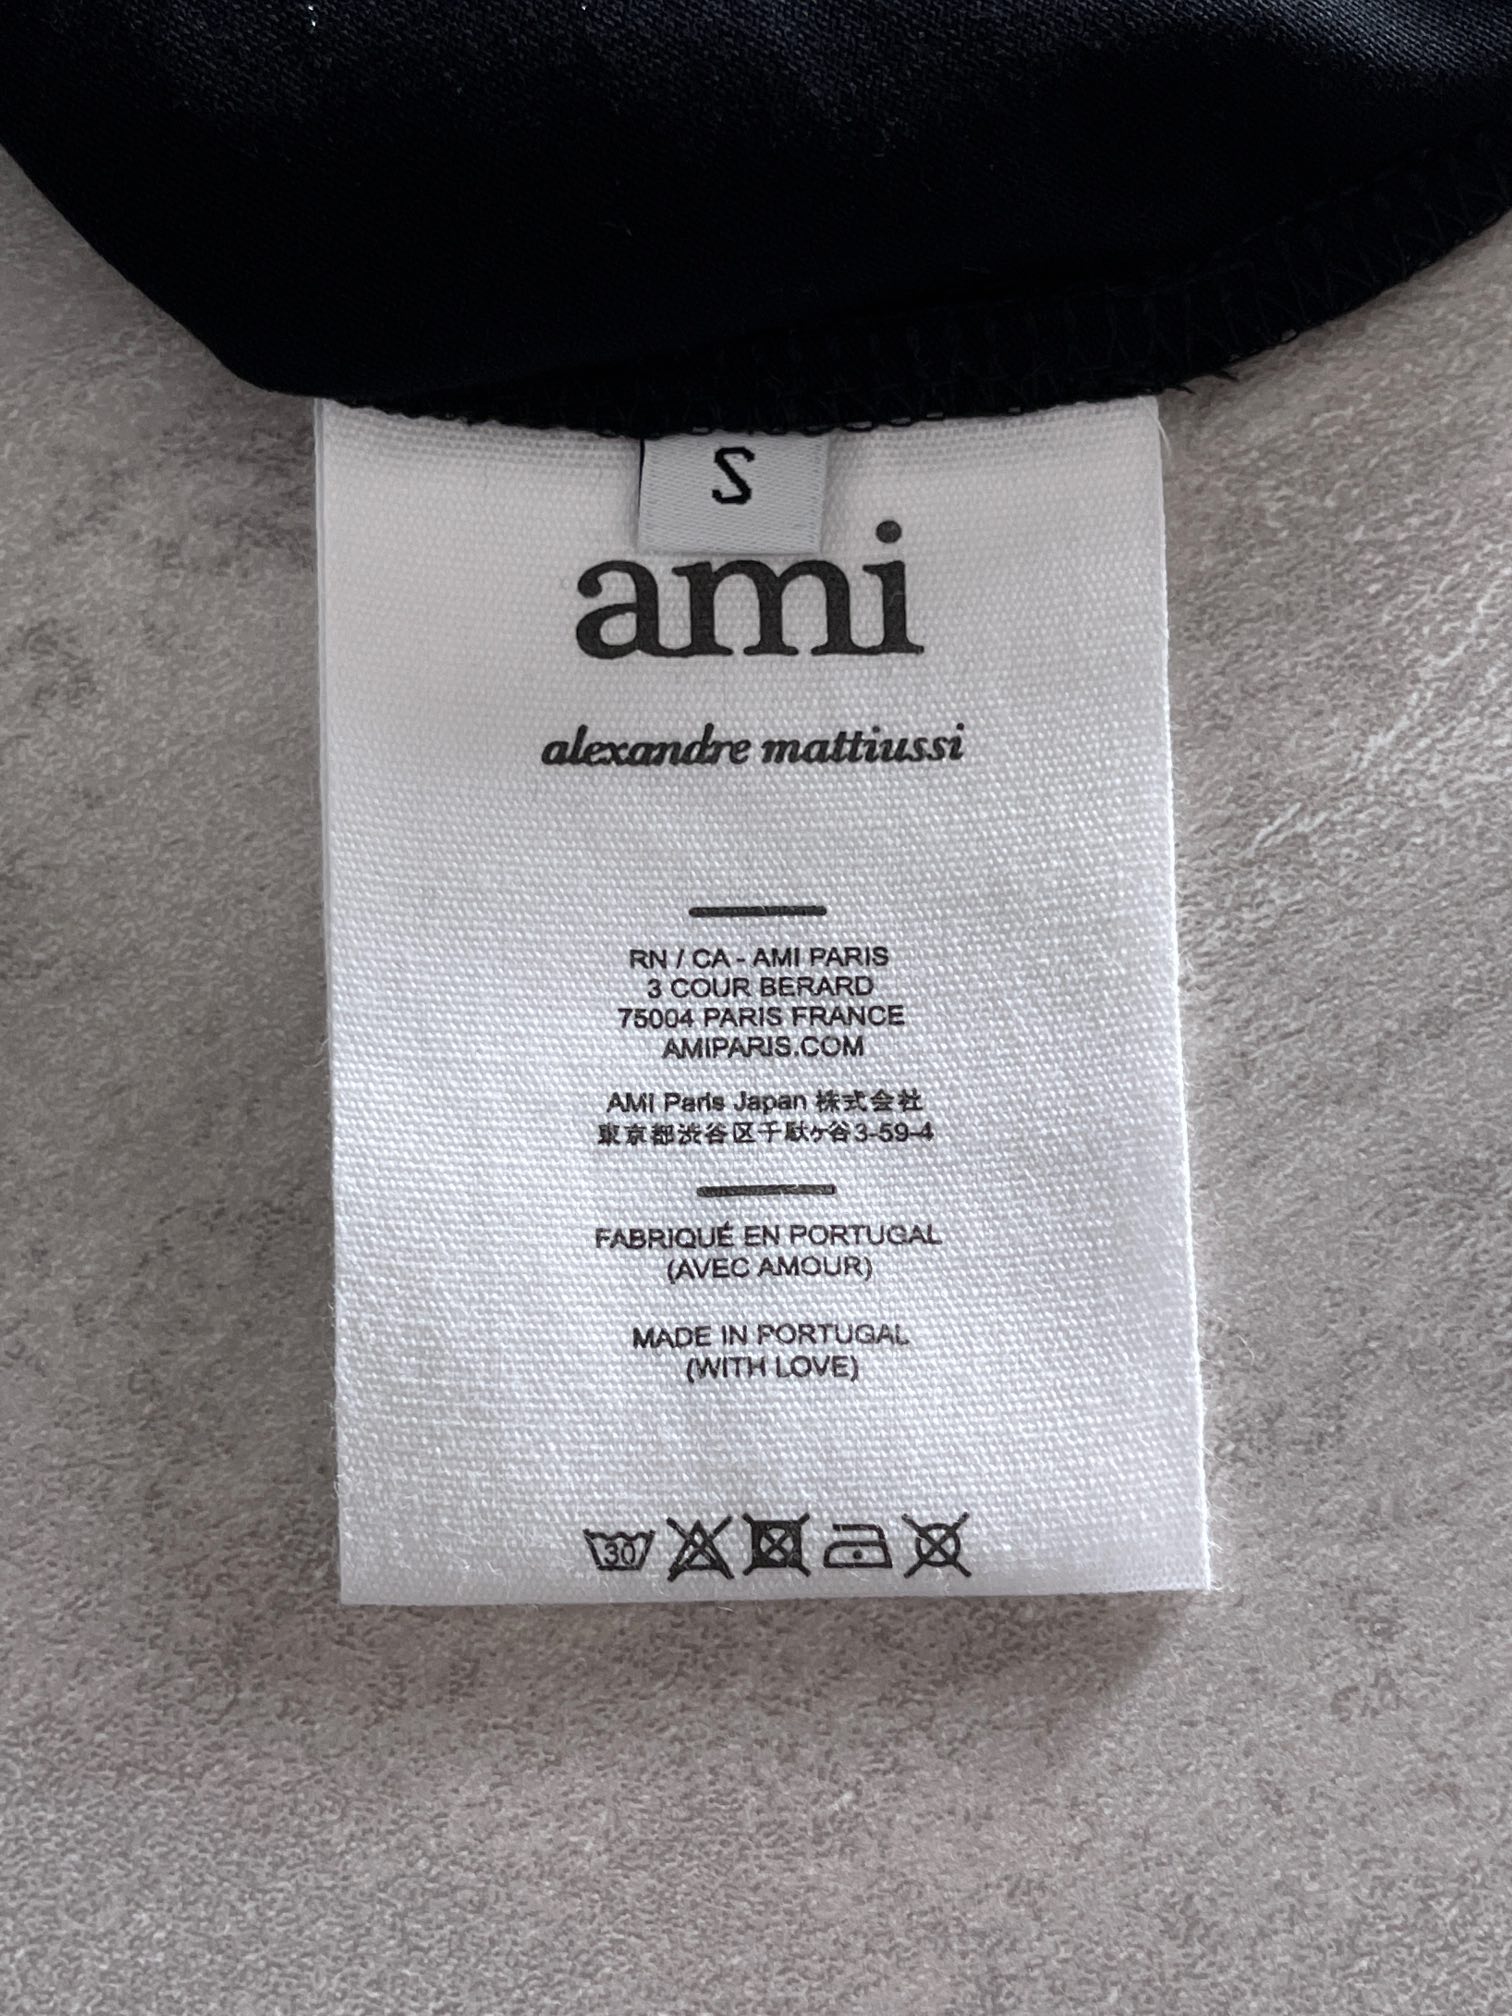 S
ami
alexandre mattiussi
RN / CA - AMI PARIS
3 COUR BERARD
75004 PARIS FRANCE
AMIPARIS.COM
AMI Paris Japan 株式会社
東京都渋谷区千駄ヶ谷3-59-4
FABRIQUÉ EN PORTUGAL
(AVEC AMOUR)
MADE IN PORTUGAL
(WITH LOVE)
30